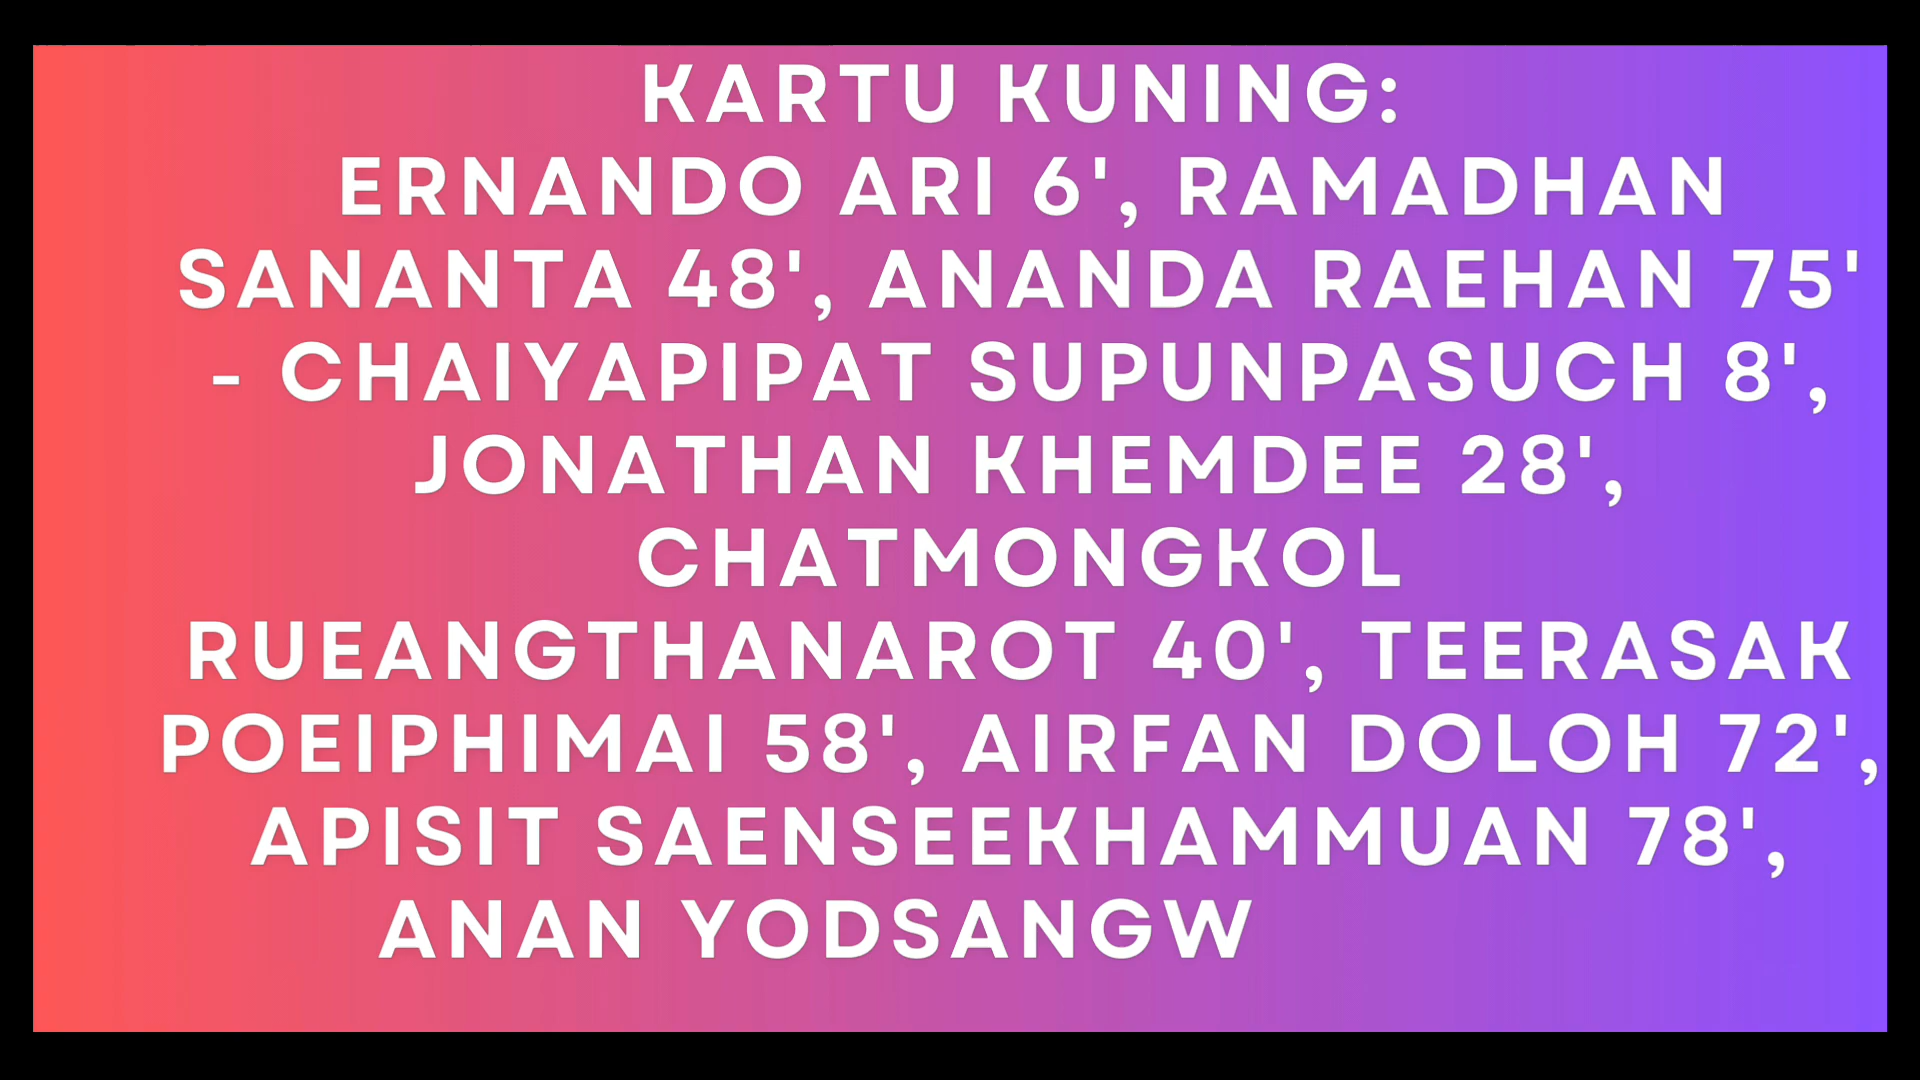 KARTU KUNING:
ERNANDO ARI 6', RAMADHAN
SANANTA 48', ANANDA RAEHAN 75'
- CHAIYAPIPAT SUPUNPASUCH 8',
JONATHAN KHEMDEE 28',
CHATMONGKOL
RUEANGTHANAROT 40', TEERASAK
POEIPHIMAI 58', AIRFAN DOLOH 72',
APISIT SAENSEEKHAMMUAN 78',
ANAN YODSANGW